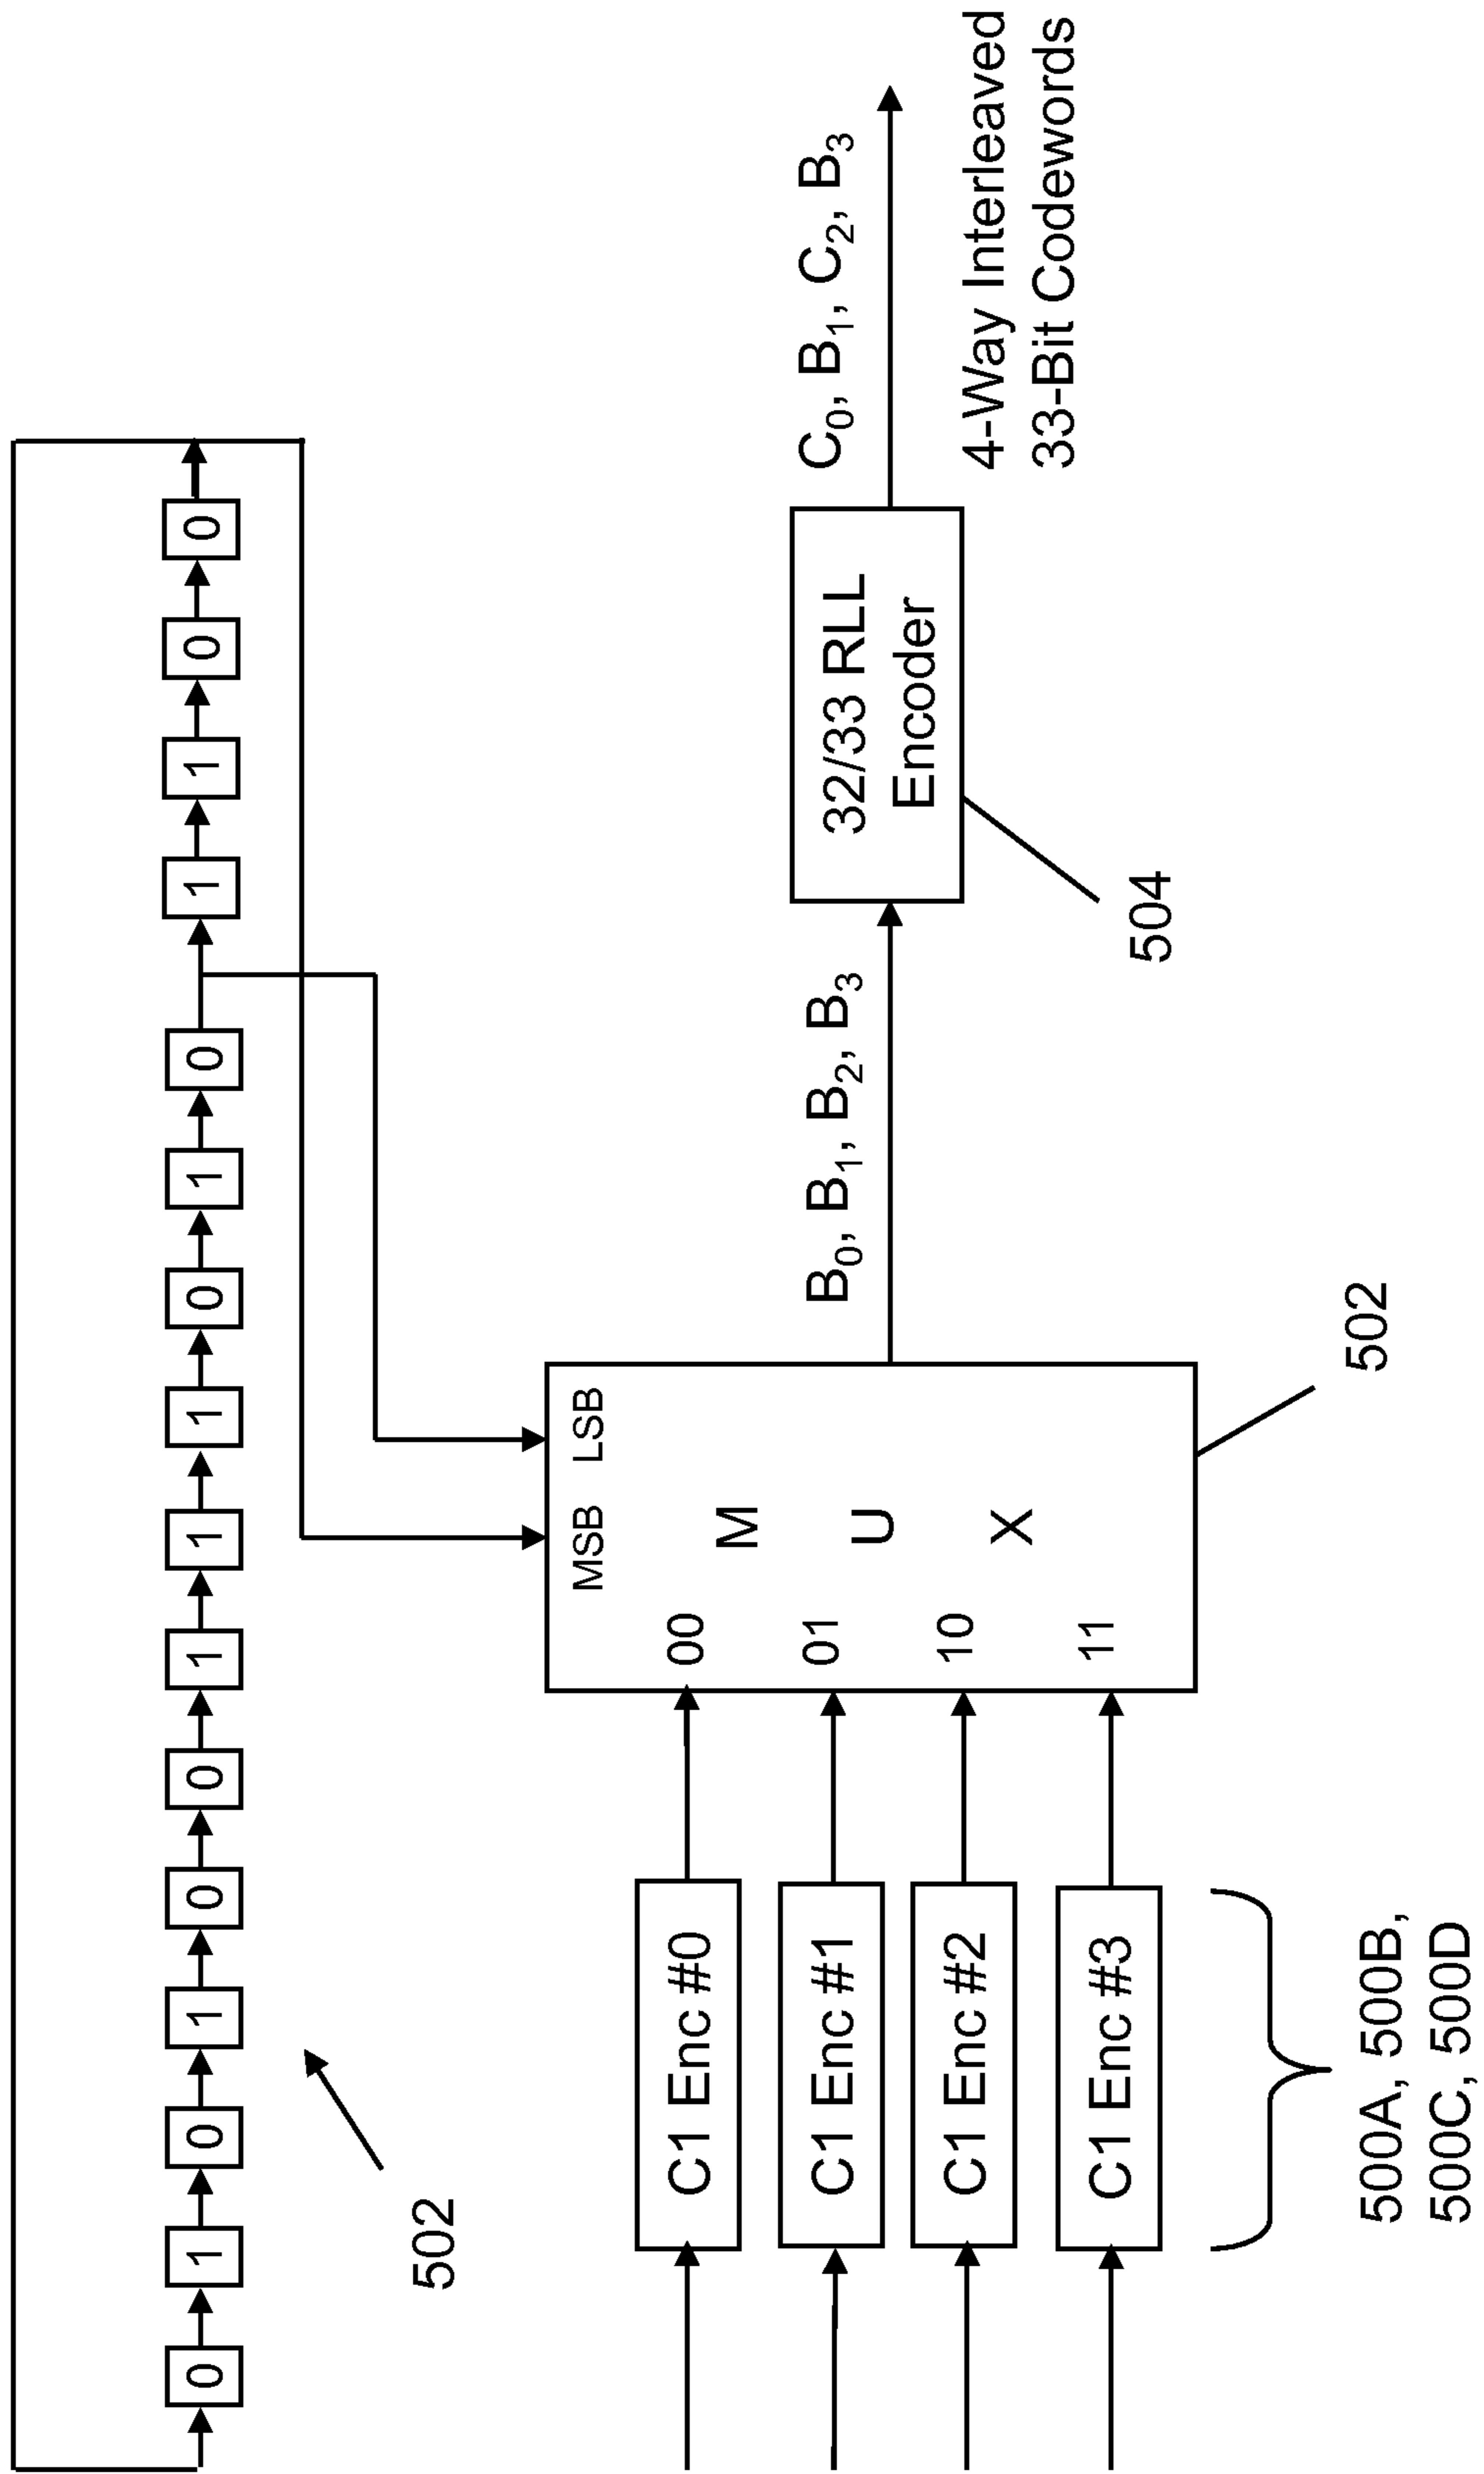 0 1 0 1 0 0 1 1 1 0 1 0 1 1 0 0
502
MSB LSB
C1 Enc #0
C1 Enc #1
C1 Enc #2
C1 Enc #3
00
01
10
11
M
U
X
B₀, B₁, B₂, B₃
32/33 RLL
Encoder
C₀, B₁, C₂, B₃
4-Way Interleaved
33-Bit Codewords
504
502
500A, 500B,
500C, 500D